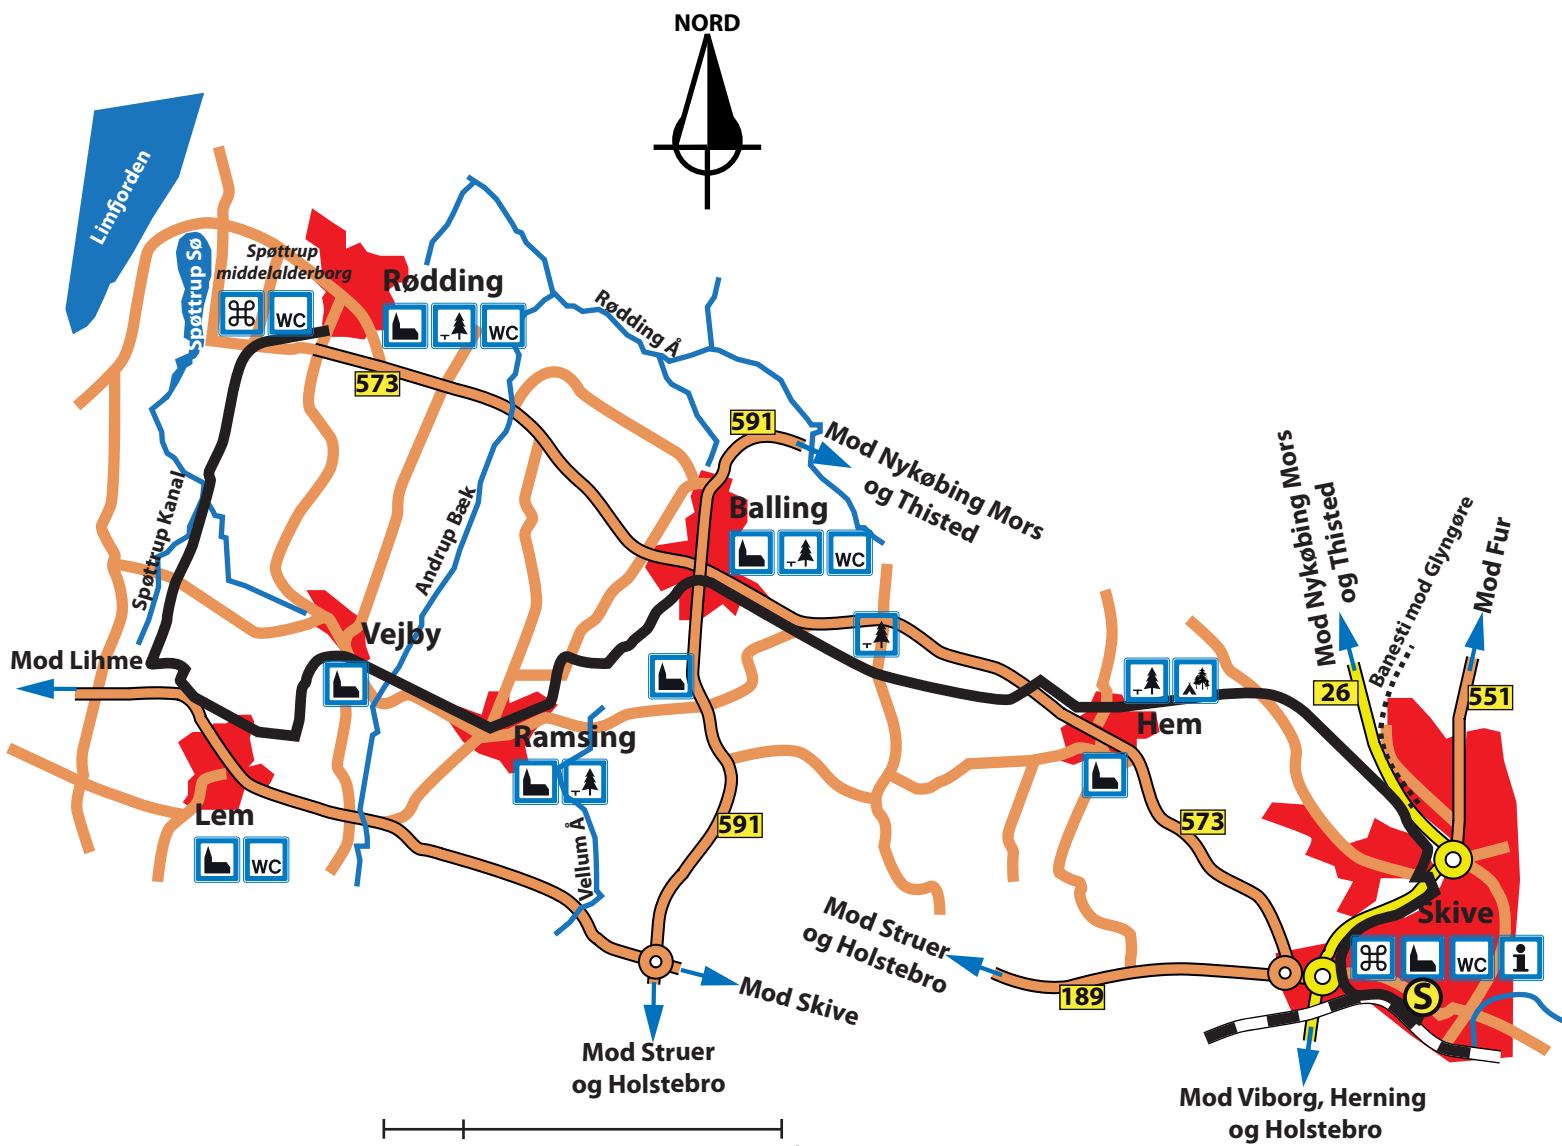 NORD
Limfjorden
Spøttrup Sø
Spøttrup
middelalderborg
WC
Rødding
WC
Rødding Å
573
591
Mod Nykøbing Mors
og Thisted
Balling
WC
Spøttrup Kanal
Andrup Bæk
Mod Nykøbing Mors
og Thisted
Banesti mod Glyngøre
Mod Fur
Vejby
Mod Lihme
26
551
Hem
Ramsing
Lem
WC
591
573
Vellum Å
Mod Struer
og Holstebro
Skive
WC
i
S
189
Mod Skive
Mod Struer
og Holstebro
Mod Viborg, Herning
og Holstebro